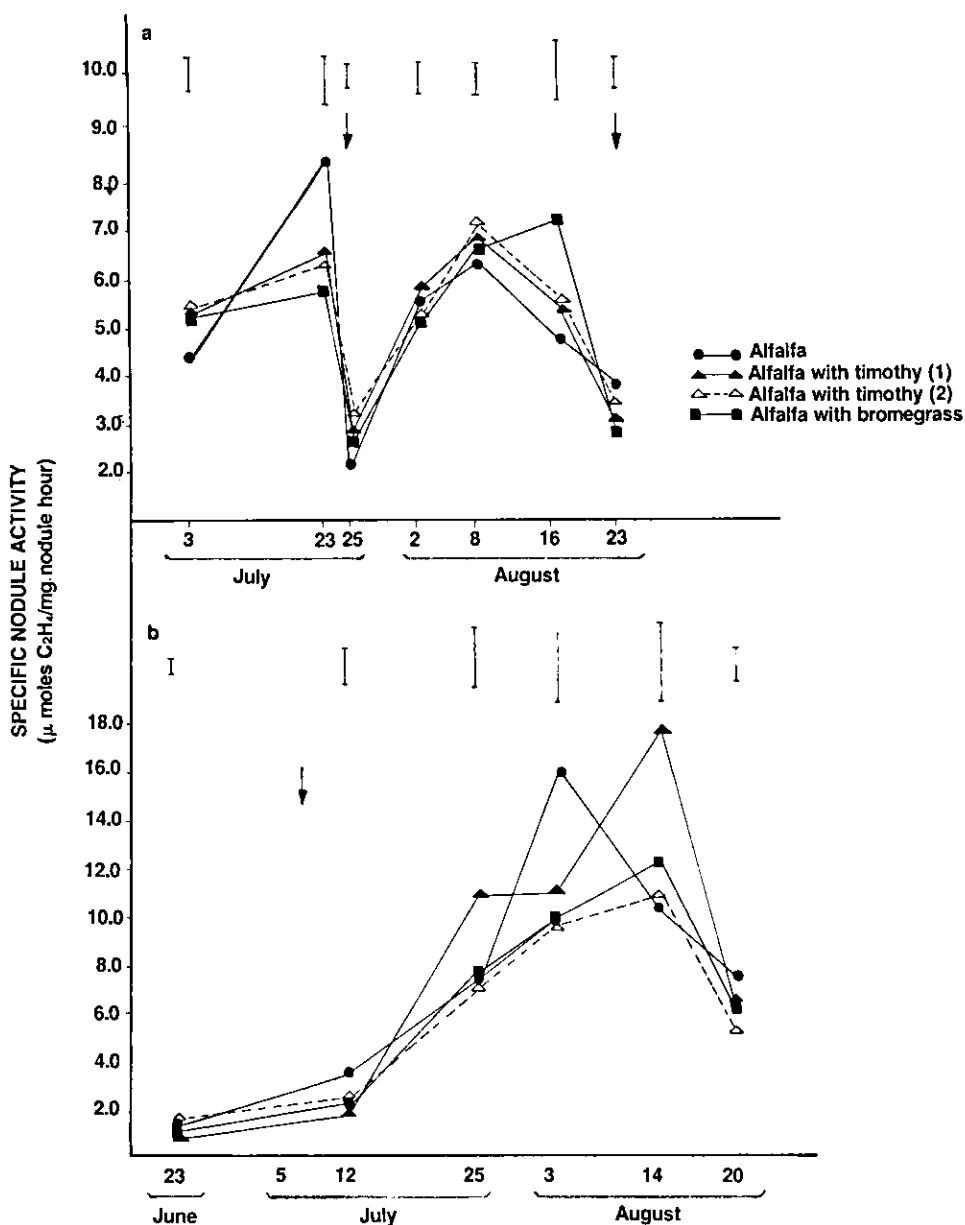 a
10.0
9.0
8.0
7.0
6.0
5.0
4.0
3.0
2.0
3 23 25 2 8 16 23
July August
Alfalfa
Alfalfa with timothy (1)
Alfalfa with timothy (2)
Alfalfa with bromegrass
SPECIFIC NODULE ACTIVITY
(μ moles C₂H₄/mg.nodule hour)
b
18.0
16.0
14.0
12.0
10.0
8.0
6.0
4.0
2.0
23 5 12 25 3 14 20
June July August